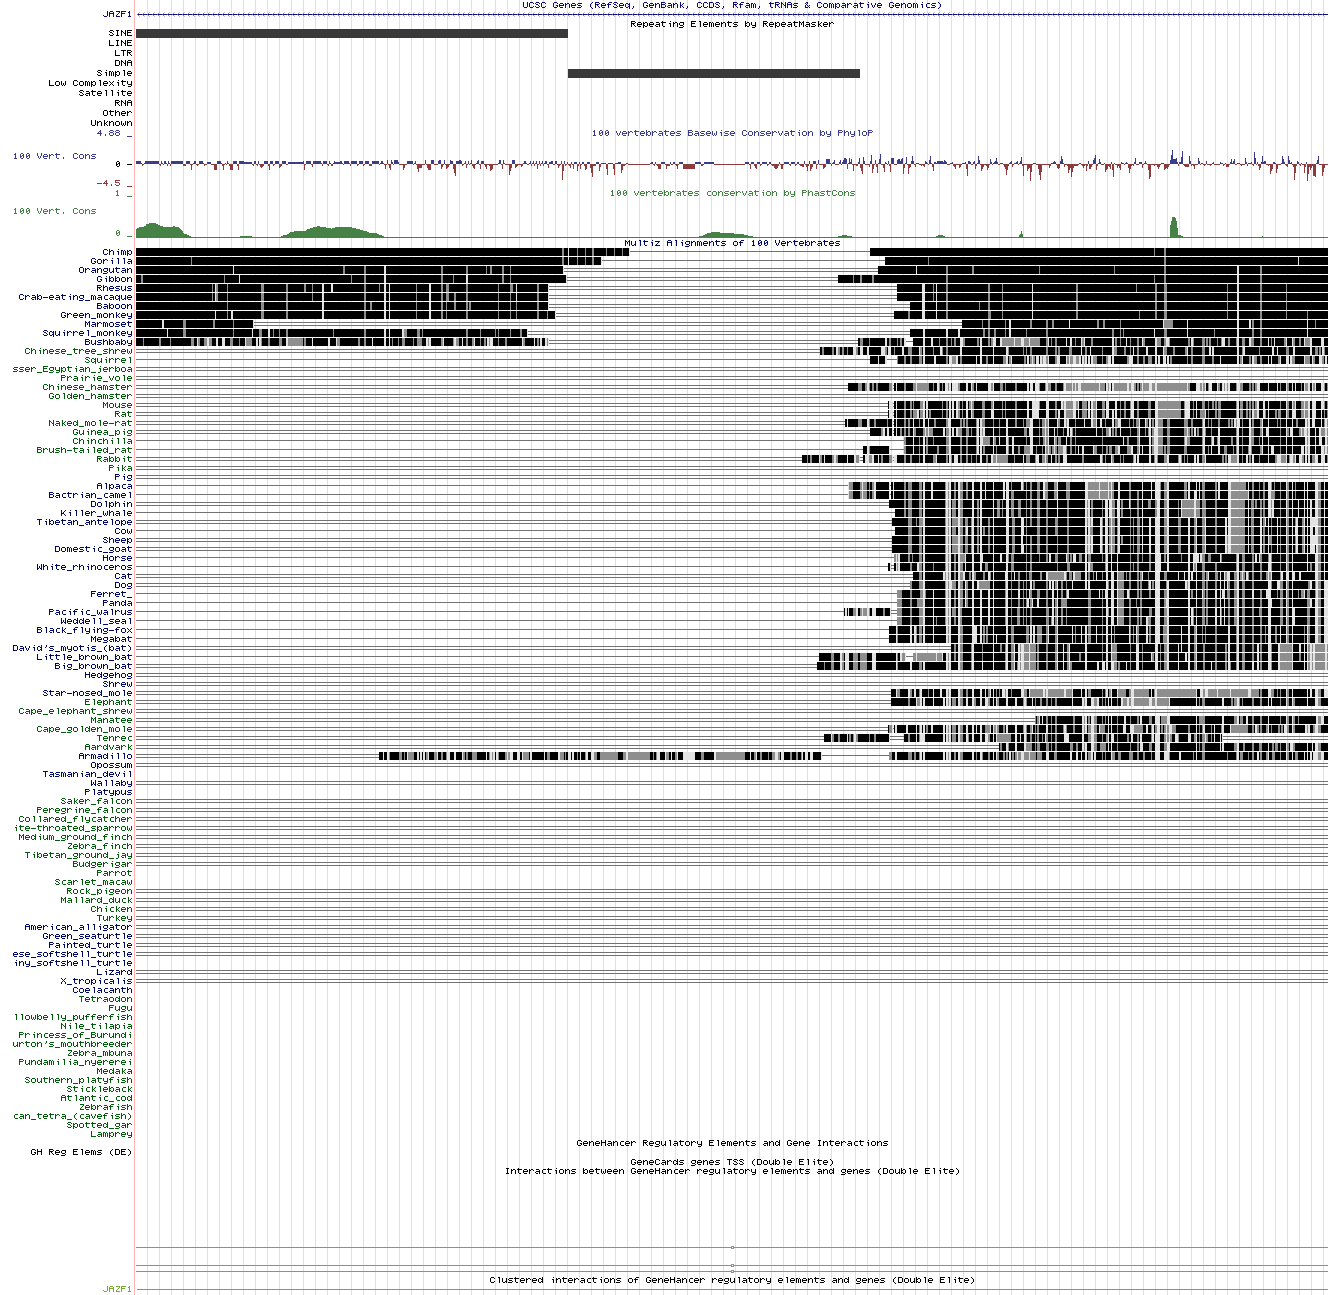 UCSC Genes (RefSeq, GenBank, CCDS, Rfam, tRNAs & Comparative Genomics)
JAZF1
Repeating Elements by RepeatMasker
SINE
LINE
LTR
DNA
Simple
Low Complexity
Satellite
RNA
Other
Unknown
4.88 _
100 vertebrates Basewise Conservation by PhyloP
100 Vert. Cons
0 _
-4.5 _
1 _
100 vertebrates conservation by PhastCons
100 Vert. Cons
0 _
Multiz Alignments of 100 Vertebrates
Chimp
Gorilla
Orangutan
Gibbon
Rhesus
Crab-eating_macaque
Baboon
Green_monkey
Marmoset
Squirrel_monkey
Bushbaby
Chinese_tree_shrew
Squirrel
sser_Egyptian_jerboa
Prairie_vole
Chinese_hamster
Golden_hamster
Mouse
Rat
Naked_mole-rat
Guinea_pig
Chinchilla
Brush-tailed_rat
Rabbit
Pika
Pig
Alpaca
Bactrian_camel
Dolphin
Killer_whale
Tibetan_antelope
Cow
Sheep
Domestic_goat
Horse
White_rhinoceros
Cat
Dog
Ferret_
Panda
Pacific_walrus
Weddell_seal
Black_flying-fox
Megabat
David's_myotis_(bat)
Little_brown_bat
Big_brown_bat
Hedgehog
Shrew
Star-nosed_mole
Elephant
Cape_elephant_shrew
Manatee
Cape_golden_mole
Tenrec
Aardvark
Armadillo
Opossum
Tasmanian_devil
Wallaby
Platypus
Saker_falcon
Peregrine_falcon
Collared_flycatcher
ite-throated_sparrow
Medium_ground_finch
Zebra_finch
Tibetan_ground_jay
Budgerigar
Parrot
Scarlet_macaw
Rock_pigeon
Mallard_duck
Chicken
Turkey
American_alligator
Green_seaturtle
Painted_turtle
ese_softshell_turtle
iny_softshell_turtle
Lizard
X_tropicalis
Coelacanth
Tetraodon
Fugu
llowbelly_pufferfish
Nile_tilapia
Princess_of_Burundi
urton's_mouthbreeder
Zebra_mbuna
Pundamilia_nyererei
Medaka
Southern_platyfish
Stickleback
Atlantic_cod
Zebrafish
can_tetra_(cavefish)
Spotted_gar
Lamprey
GeneHancer Regulatory Elements and Gene Interactions
GH Reg Elems (DE)
GeneCards genes TSS (Double Elite)
Interactions between GeneHancer regulatory elements and genes (Double Elite)
Clustered interactions of GeneHancer regulatory elements and genes (Double Elite)
JAZF1